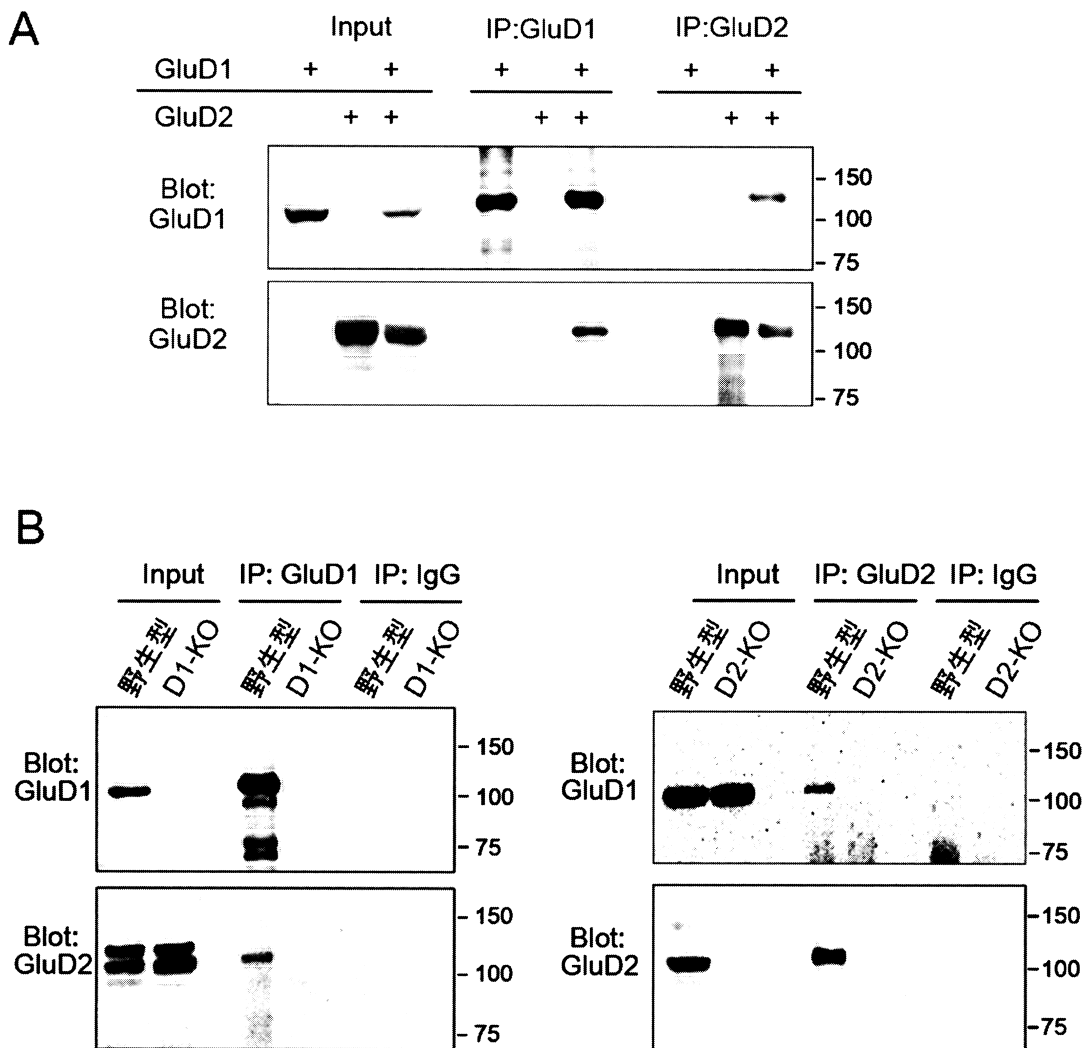 A
Input IP:GluD1 IP:GluD2
GluD1 + + + + + +
GluD2 + + + + + +
Blot:
GluD1
- 150
- 100
- 75
Blot:
GluD2
- 150
- 100
- 75
B
Input IP: GluD1 IP: IgG
野生型 D1-KO 野生型 D1-KO 野生型 D1-KO
Blot:
GluD1
- 150
- 100
- 75
Blot:
GluD2
- 150
- 100
- 75
Input IP: GluD2 IP: IgG
野生型 D2-KO 野生型 D2-KO 野生型 D2-KO
Blot:
GluD1
-150
-100
-75
Blot:
GluD2
-150
-100
-75